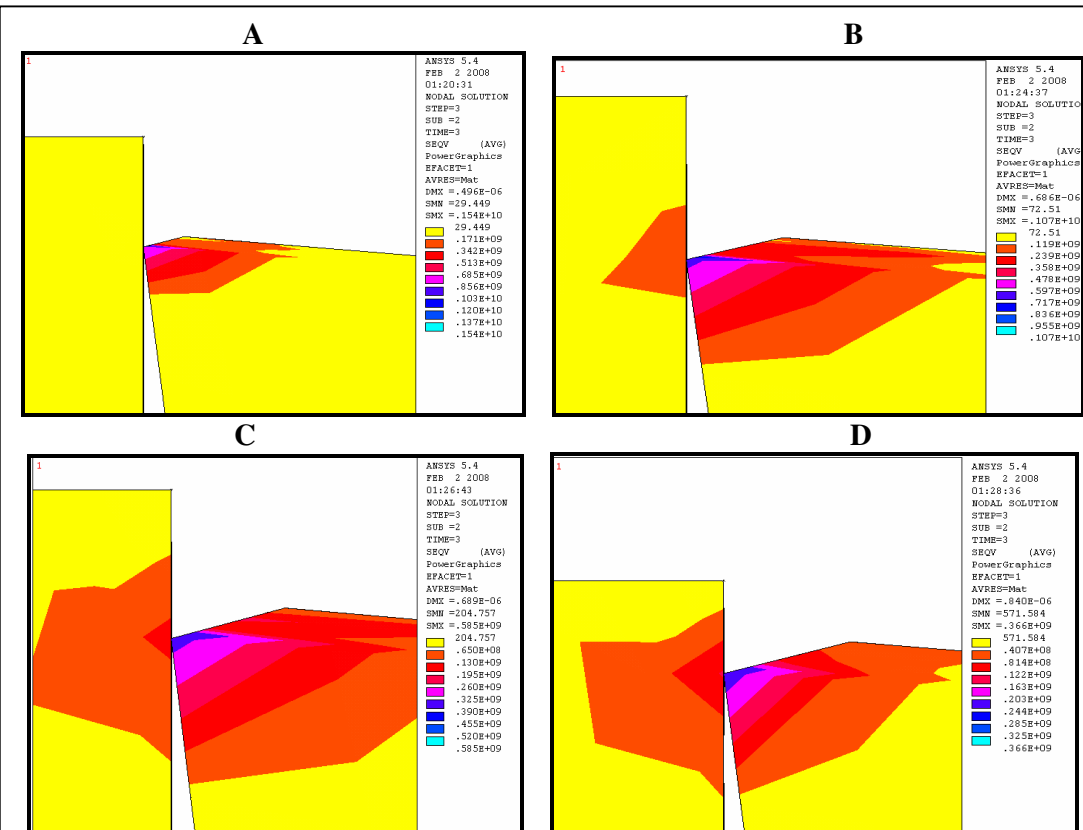 A
1
ANSYS 5.4
FEB 2 2008
01:20:31
NODAL SOLUTION
STEP=3
SUB =2
TIME=3
SEQV (AVG)
PowerGraphics
EFACET=1
AVRES=Mat
DMX =.496E-06
SMN =29.449
SMX =.154E+10
29.449
.171E+09
.342E+09
.513E+09
.685E+09
.856E+09
.103E+10
.120E+10
.137E+10
.154E+10
B
1
ANSYS 5.4
FEB 2 2008
01:24:37
NODAL SOLUTIO
STEP=3
SUB =2
TIME=3
SEQV (AVG
PowerGraphics
EFACET=1
AVRES=Mat
DMX =.686E-06
SMN =72.51
SMX =.107E+10
72.51
.119E+09
.239E+09
.358E+09
.478E+09
.597E+09
.717E+09
.836E+09
.955E+09
.107E+10
C
1
ANSYS 5.4
FEB 2 2008
01:26:43
NODAL SOLUTION
STEP=3
SUB =2
TIME=3
SEQV (AVG)
PowerGraphics
EFACET=1
AVRES=Mat
DMX =.689E-06
SMN =204.757
SMX =.585E+09
204.757
.650E+08
.130E+09
.195E+09
.260E+09
.325E+09
.390E+09
.455E+09
.520E+09
.585E+09
D
1
ANSYS 5.4
FEB 2 2008
01:28:36
NODAL SOLUTION
STEP=3
SUB =2
TIME=3
SEQV (AVG)
PowerGraphics
EFACET=1
AVRES=Mat
DMX =.840E-06
SMN =571.584
SMX =.366E+09
571.584
.407E+08
.814E+08
.122E+09
.163E+09
.203E+09
.244E+09
.285E+09
.325E+09
.366E+09